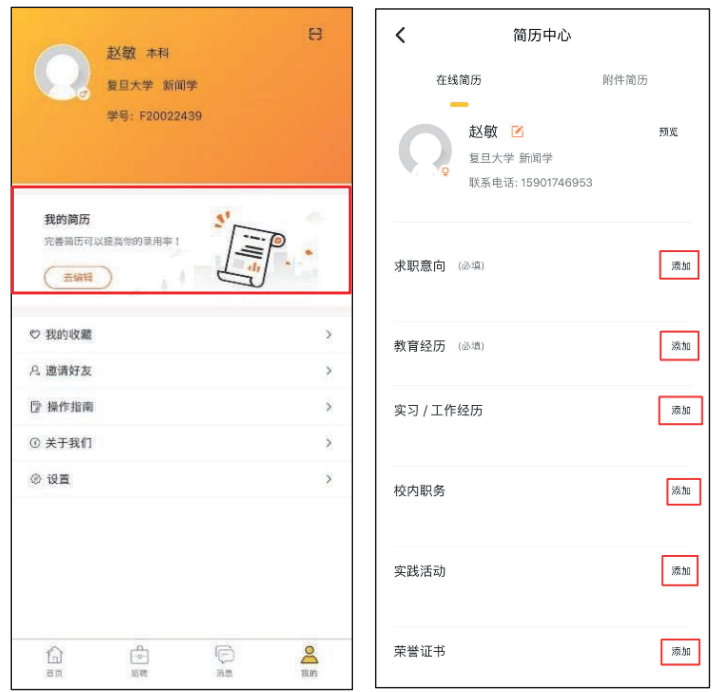 赵敏 本科
复旦大学 新闻学
学号: F20022439
我的简历
完善简历可以提高你的录用率！
去编辑
我的收藏
邀请好友
操作指南
关于我们
设置
首页
招聘
消息
我的
简历中心
在线简历
附件简历
赵敏
预览
复旦大学 新闻学
联系电话: 15901746953
求职意向 (必填)
添加
教育经历 (必填)
添加
实习 / 工作经历
添加
校内职务
添加
实践活动
添加
荣誉证书
添加